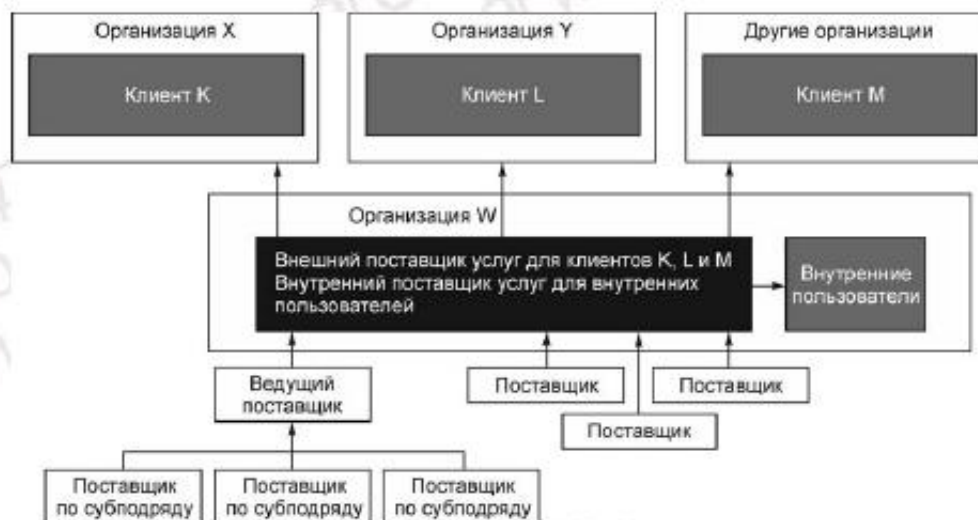 Организация X
Организация Y
Другие организации
Клиент K
Клиент L
Клиент M
Организация W
Внешний поставщик услуг для клиентов K, L и M
Внутренний поставщик услуг для внутренних
пользователей
Внутренние
пользователи
Ведущий
поставщик
Поставщик
Поставщик
Поставщик
Поставщик
по субподряду
Поставщик
по субподряду
Поставщик
по субподряду